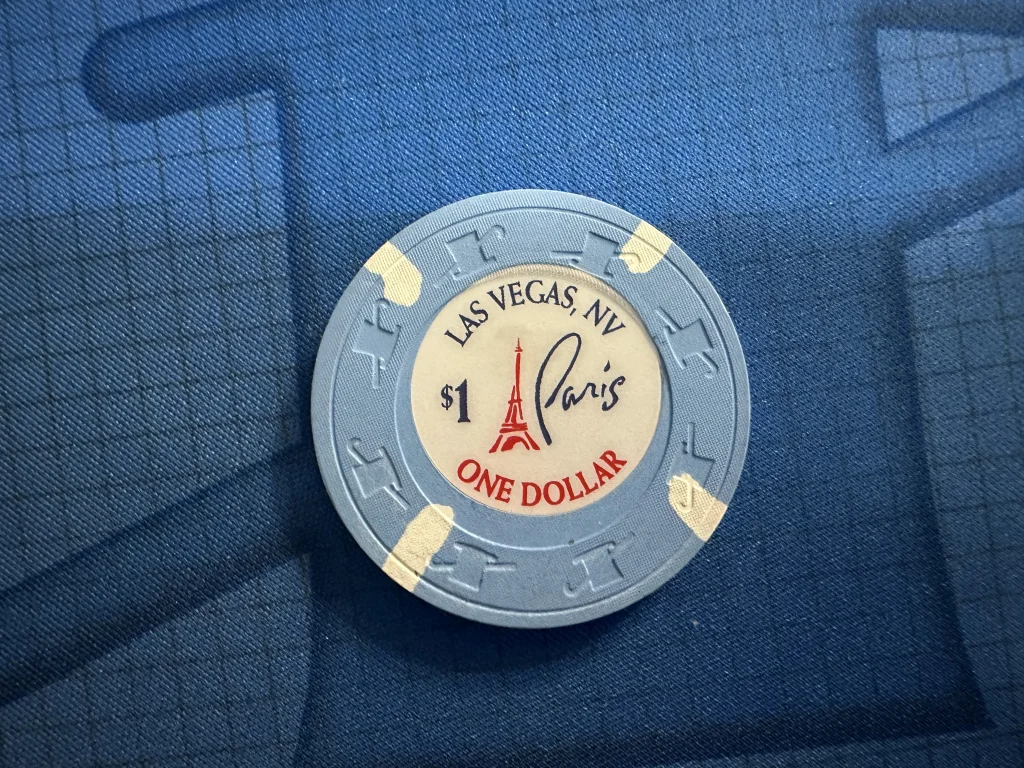 LAS VEGAS, NV
$1 Paris
ONE DOLLAR